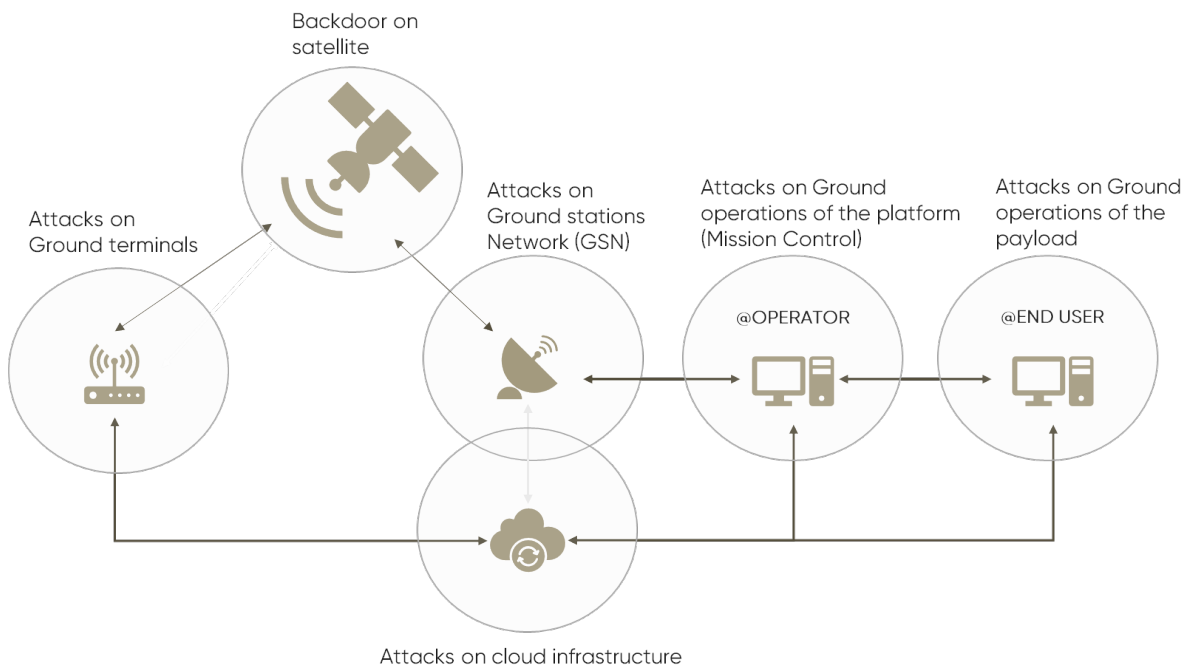 Backdoor on
satellite
Attacks on
Ground terminals
Attacks on
Ground stations
Network (GSN)
Attacks on Ground
operations of the platform
(Mission Control)
Attacks on Ground
operations of the
payload
@OPERATOR
@END USER
Attacks on cloud infrastructure